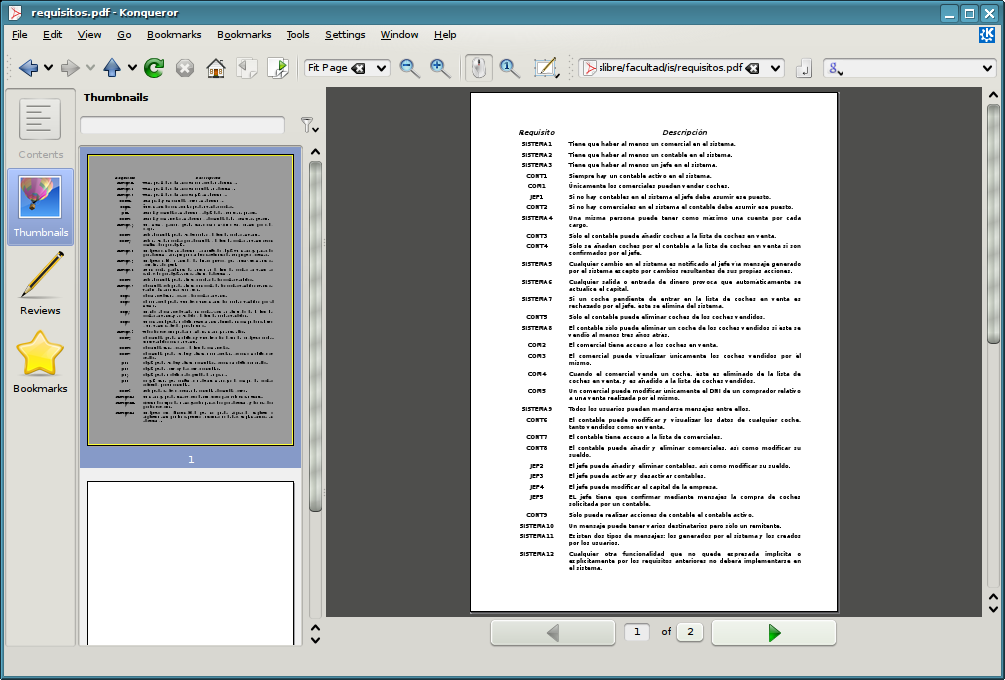 requisitos.pdf - Konqueror
File Edit View Go Bookmarks Bookmarks Tools Settings Window Help
Fit Page
slibre/facultad/is/requisitos.pdf
Contents
Thumbnails
Reviews
Bookmarks
Thumbnails
1
Requisito Descripción
SISTEMA1 Tiene que haber al menos un comercial en el sistema.
SISTEMA2 Tiene que haber al menos un contable en el sistema.
SISTEMA3 Tiene que haber al menos un jefe en el sistema.
CONT1 Siempre hay un contable activo en el sistema.
COM1 Únicamente los comerciales pueden vender coches.
JEF1 Si no hay contables en el sistema el jefe debe asumir ese puesto.
CONT2 Si no hay comerciales en el sistema el contable debe asumir ese puesto.
SISTEMA4 Una misma persona puede tener como máximo una cuenta por cada
cargo.
CONT3 Solo el contable puede añadir coches a la lista de coches en venta.
CONT4 Solo se añaden coches por el contable a la lista de coches en venta si son
confirmados por el jefe.
SISTEMA5 Cualquier cambio en el sistema es notificado al jefe via mensaje generado
por el sistema excepto por cambios resultantes de sus propias acciones.
SISTEMA6 Cualquier salida o entrada de dinero provoca que automáticamente se
actualice el capital.
SISTEMA7 Si un coche pendiente de entrar en la lista de coches en venta es
rechazado por el jefe, éste se elimina del sistema.
CONT5 Solo el contable puede eliminar coches de los coches vendidos.
SISTEMA8 El contable solo puede eliminar un coche de los coches vendidos si éste se
vendió al menos tres años atras.
COM2 El comercial tiene acceso a los coches en venta.
COM3 El comercial puede visualizar unicamente los coches vendidos por el
mismo.
COM4 Cuando el comercial vende un coche, éste es eliminado de la lista
de coches en venta, y es añadido a la lista de coches vendidos.
COM5 Un comercial puede modificar unicamente el DNI de un comprador relativo
a una venta realizada por el mismo.
SISTEMA9 Todos los usuarios pueden mandarse mensajes entre ellos.
CONT6 El contable puede modificar y visualizar los datos de cualquier coche,
tanto vendidos como en venta.
CONT7 El contable tiene acceso a la lista de comerciales.
CONT8 El contable puede añadir y eliminar comerciales, asi como modificar su
sueldo.
JEF2 El jefe puede añadir y eliminar contables, asi como modificar su sueldo.
JEF3 El jefe puede activar y desactivar contables.
JEF4 El jefe puede modificar el capital de la empresa.
JEF5 EL jefe tiene que confirmar mediante mensajes la compra de coches
solicitada por un contable.
CONT9 Solo puede realizar acciones de contable el contable activo.
SISTEMA10 Un mensaje puede tener varios destinatarios pero solo un remitente.
SISTEMA11 Existen dos tipos de mensajes: los generados por el sistema y los creados
por los usuarios.
SISTEMA12 Cualquier otra funcionalidad que no quede expresada implicita o
explicitamente por los requisitos anteriores no debera implementarse en
el sistema.
1 of 2